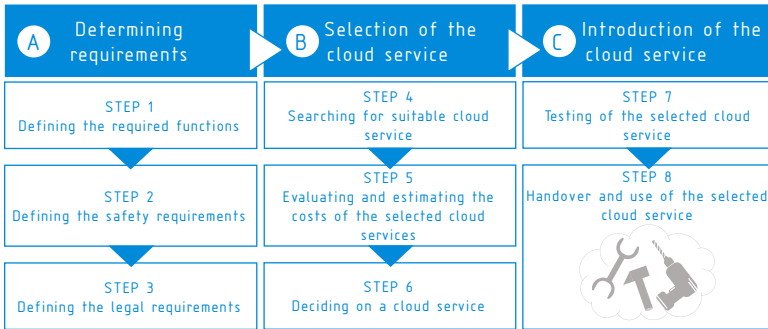 A
Determining
requirements
STEP 1
Defining the required functions
STEP 2
Defining the safety requirements
STEP 3
Defining the legal requirements
B
Selection of the
cloud service
STEP 4
Searching for suitable cloud
service
STEP 5
Evaluating and estimating the
costs of the selected cloud
services
STEP 6
Deciding on a cloud service
C
Introduction of the
cloud service
STEP 7
Testing of the selected cloud
service
STEP 8
Handover and use of the selected
cloud service